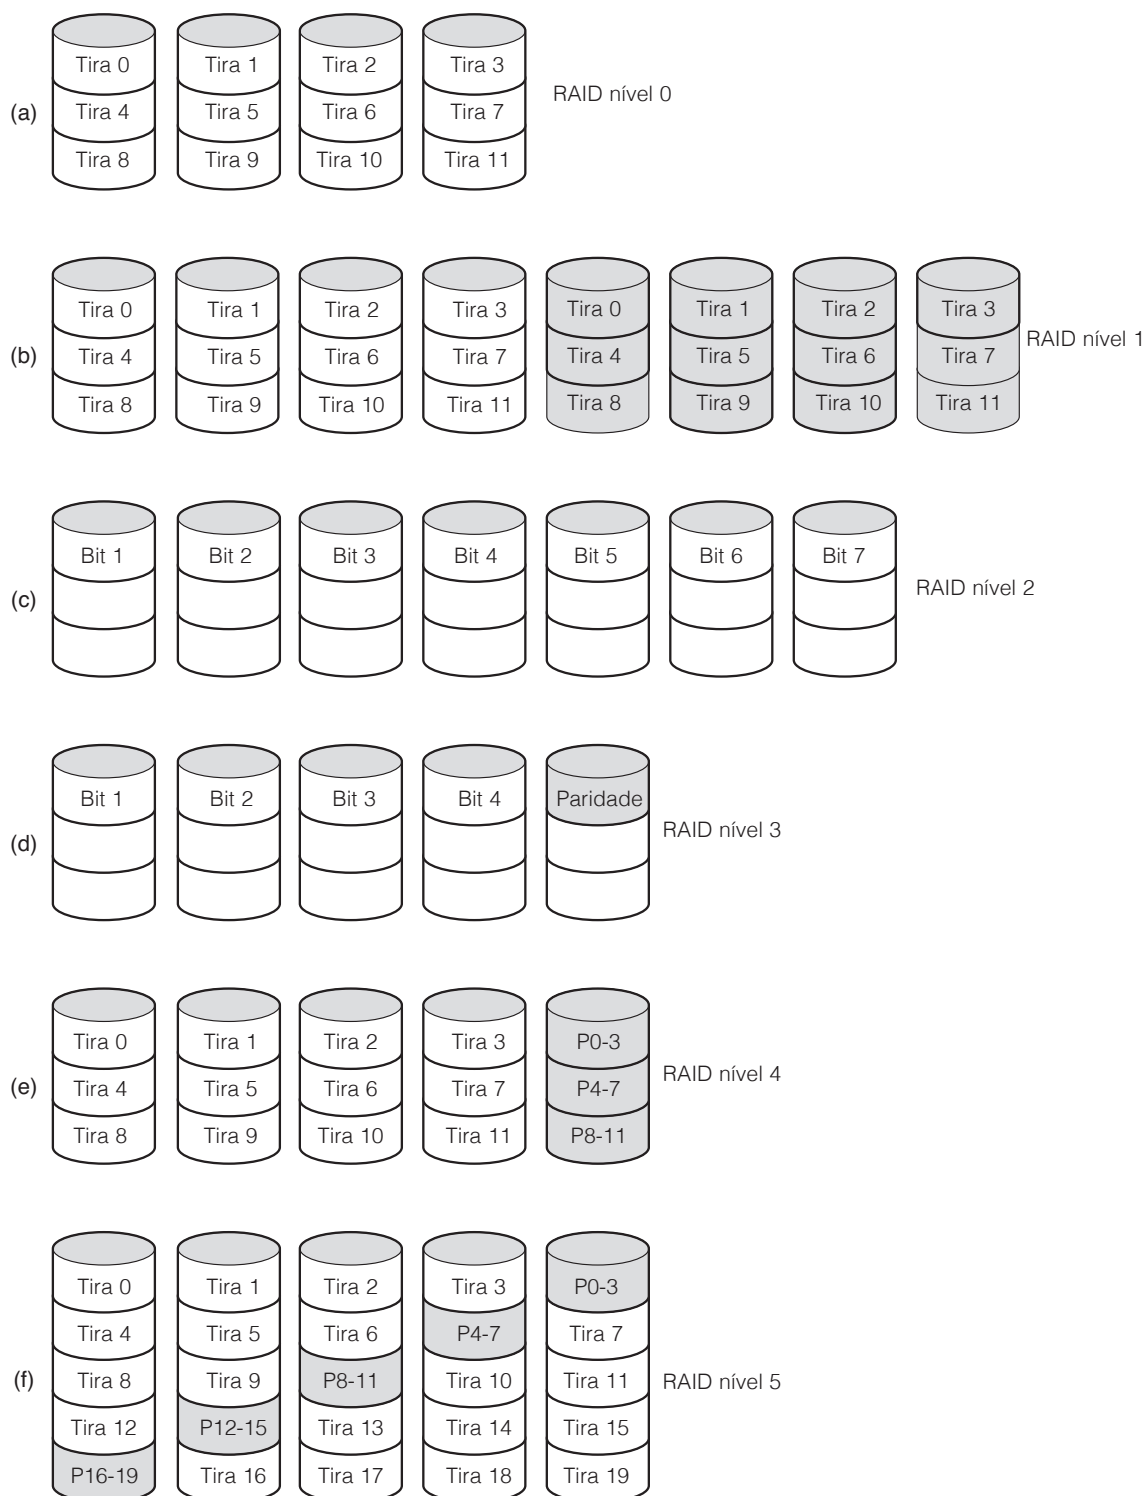 Tira 0 Tira 1 Tira 2 Tira 3
RAID nível 0
(a) Tira 4 Tira 5 Tira 6 Tira 7
Tira 8 Tira 9 Tira 10 Tira 11
Tira 0 Tira 1 Tira 2 Tira 3 Tira 0 Tira 1 Tira 2 Tira 3
RAID nível 1
(b) Tira 4 Tira 5 Tira 6 Tira 7 Tira 4 Tira 5 Tira 6 Tira 7
Tira 8 Tira 9 Tira 10 Tira 11 Tira 8 Tira 9 Tira 10 Tira 11
Bit 1 Bit 2 Bit 3 Bit 4 Bit 5 Bit 6 Bit 7
(c) RAID nível 2
Bit 1 Bit 2 Bit 3 Bit 4 Paridade
(d) RAID nível 3
Tira 0 Tira 1 Tira 2 Tira 3 P0-3
RAID nível 4
(e) Tira 4 Tira 5 Tira 6 Tira 7 P4-7
Tira 8 Tira 9 Tira 10 Tira 11 P8-11
Tira 0 Tira 1 Tira 2 Tira 3 P0-3
Tira 4 Tira 5 Tira 6 P4-7 Tira 7
(f) Tira 8 Tira 9 P8-11 Tira 10 Tira 11 RAID nível 5
Tira 12 P12-15 Tira 13 Tira 14 Tira 15
P16-19 Tira 16 Tira 17 Tira 18 Tira 19